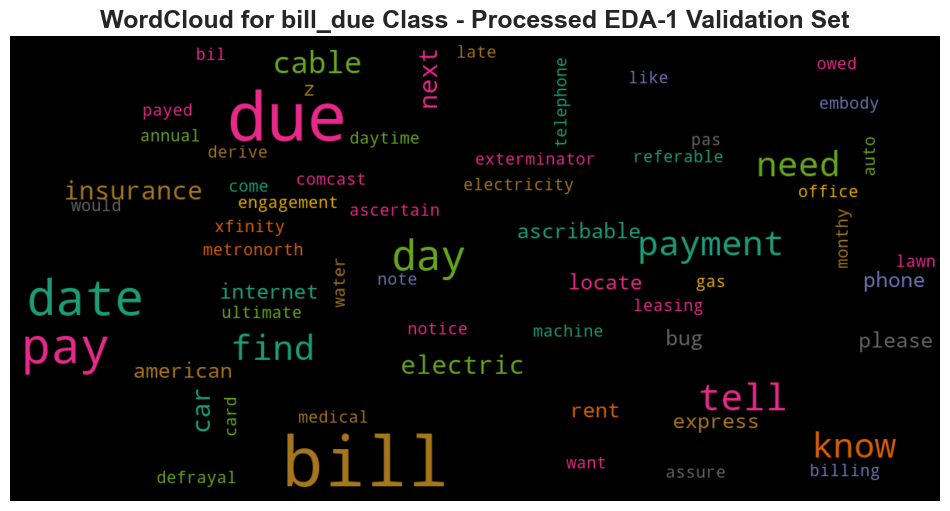 WordCloud for bill_due Class - Processed EDA-1 Validation Set
bil
cable
next
late
telephone
like
owed
z
due
payed
annual
daytime
derive
embody
pas
referable
exterminator
need
auto
insurance
would
come
comcast
engagement
electricity
ascertain
office
xfinity
metronorth
ascribable
payment
monthy
lawn
day
note
water
locate
gas
phone
date
internet
ultimate
leasing
pay
find
notice
machine
bug
please
american
electric
car
card
medical
rent
tell
express
bill
know
want
assure
billing
defrayal